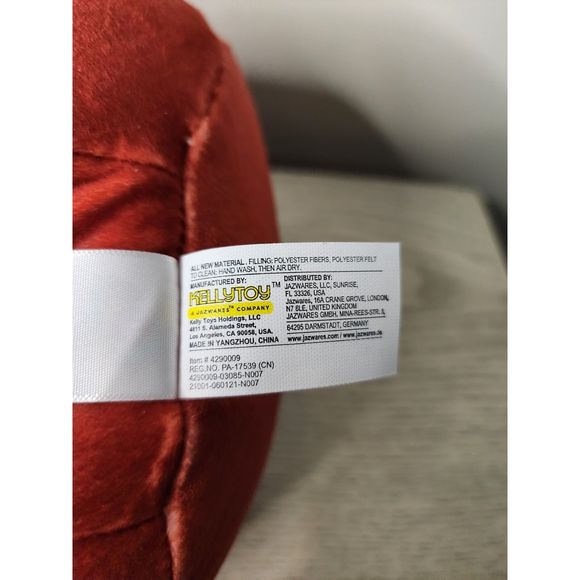 ALL NEW MATERIAL. FILLING: POLYESTER FIBERS, POLYESTER FELT
TO CLEAN: HAND WASH, THEN AIR DRY.
MANUFACTURED BY:
KELLYTOY™
A JAZWARES™ COMPANY
Kelly Toys Holdings, LLC
4811 S. Alameda Street,
Los Angeles, CA 90058, USA.
MADE IN YANGZHOU, CHINA
DISTRIBUTED BY:
JAZWARES, LLC, SUNRISE,
FL 33326, USA
Jazwares, 16A CRANE GROVE, LONDON,
N7 8LE, UNITED KINGDOM
JAZWARES GMBH, MINA-REES-STR. 8,
64295 DARMSTADT, GERMANY
www.jazwares.com / www.jazwares.de
Item # 4290009
REG.NO. PA-17539 (CN)
4290009-03085-N007
21001-060121-N007